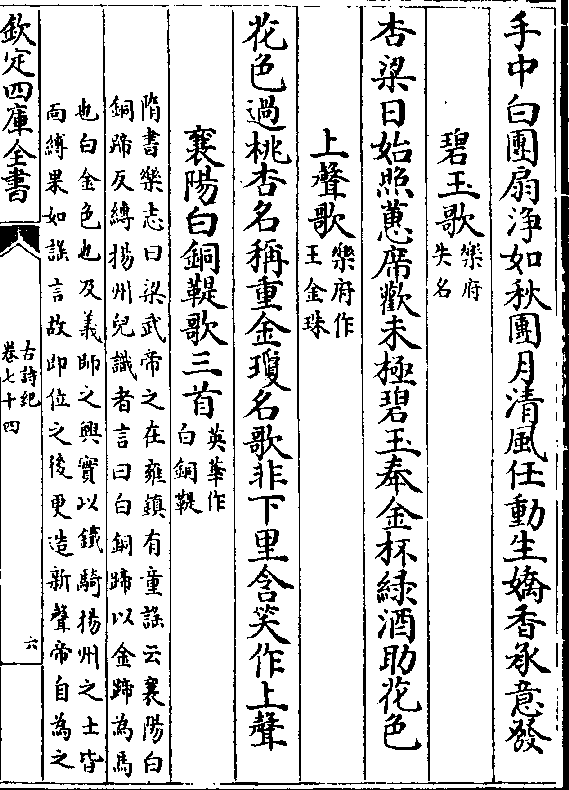 手中白團扇淨如秋團月清風任動生嬌香承意發
碧玉歌樂府失名
杏梁日始照蕙席歡未極碧玉奉金杯緑酒助花色
上聲歌樂府作王金珠
花色過桃杏名稱重金瓊名歌非下里含笑作上聲
襄陽白銅鞮歌三首英華作白銅鞮
隋書樂志曰梁武帝之在雍鎮有童謡云襄陽白
銅蹄反縛揚州兒識者言曰白銅蹄以金蹄為馬
也白金色也及義師之興實以鐵騎揚州之士皆
面縛果如謡言故即位之後更造新聲帝自為之
欽定四庫全書
古詩紀
卷七十四
六